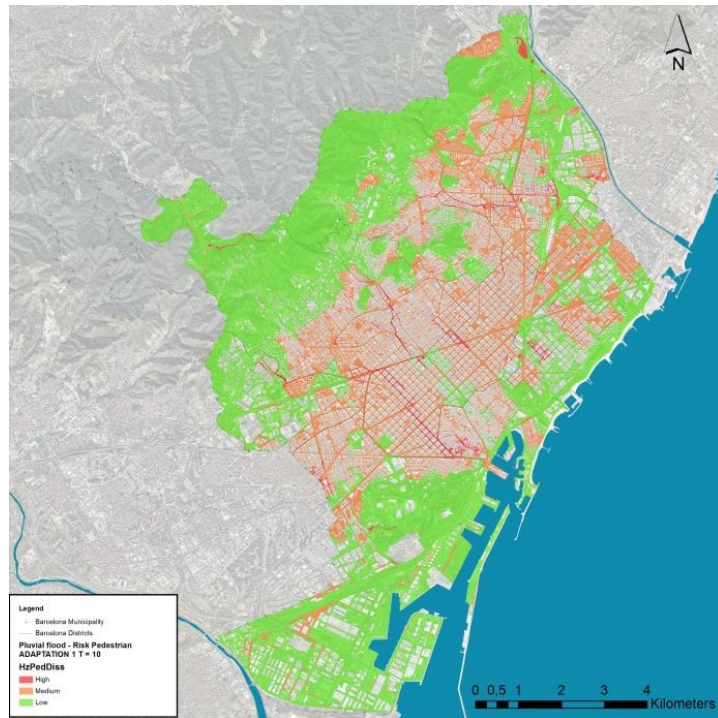 N
Legend
Barcelona Municipality
Barcelona Districts
Pluvial flood - Risk Pedestrian
ADAPTATION 1 T = 10
HzPedDiss
High
Medium
Low
0 0,5 1 2 3 4
Kilometers